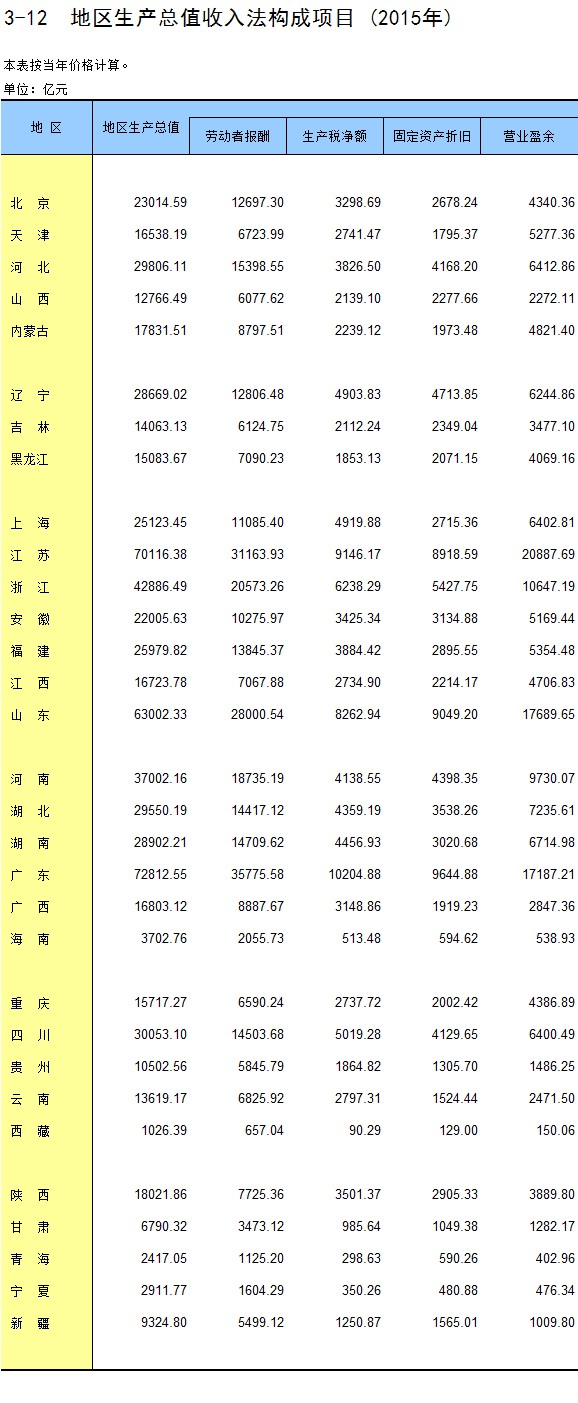 3-12 地区生产总值收入法构成项目 (2015年)
本表按当年价格计算。
单位: 亿元
地 区 地区生产总值 劳动者报酬 生产税净额 固定资产折旧 营业盈余
北 京 23014.59 12697.30 3298.69 2678.24 4340.36
天 津 16538.19 6723.99 2741.47 1795.37 5277.36
河 北 29806.11 15398.55 3826.50 4168.20 6412.86
山 西 12766.49 6077.62 2139.10 2277.66 2272.11
内蒙古 17831.51 8797.51 2239.12 1973.48 4821.40
辽 宁 28669.02 12806.48 4903.83 4713.85 6244.86
吉 林 14063.13 6124.75 2112.24 2349.04 3477.10
黑龙江 15083.67 7090.23 1853.13 2071.15 4069.16
上 海 25123.45 11085.40 4919.88 2715.36 6402.81
江 苏 70116.38 31163.93 9146.17 8918.59 20887.69
浙 江 42886.49 20573.26 6238.29 5427.75 10647.19
安 徽 22005.63 10275.97 3425.34 3134.88 5169.44
福 建 25979.82 13845.37 3884.42 2895.55 5354.48
江 西 16723.78 7067.88 2734.90 2214.17 4706.83
山 东 63002.33 28000.54 8262.94 9049.20 17689.65
河 南 37002.16 18735.19 4138.55 4398.35 9730.07
湖 北 29550.19 14417.12 4359.19 3538.26 7235.61
湖 南 28902.21 14709.62 4456.93 3020.68 6714.98
广 东 72812.55 35775.58 10204.88 9644.88 17187.21
广 西 16803.12 8887.67 3148.86 1919.23 2847.36
海 南 3702.76 2055.73 513.48 594.62 538.93
重 庆 15717.27 6590.24 2737.72 2002.42 4386.89
四 川 30053.10 14503.68 5019.28 4129.65 6400.49
贵 州 10502.56 5845.79 1864.82 1305.70 1486.25
云 南 13619.17 6825.92 2797.31 1524.44 2471.50
西 藏 1026.39 657.04 90.29 129.00 150.06
陕 西 18021.86 7725.36 3501.37 2905.33 3889.80
甘 肃 6790.32 3473.12 985.64 1049.38 1282.17
青 海 2417.05 1125.20 298.63 590.26 402.96
宁 夏 2911.77 1604.29 350.26 480.88 476.34
新 疆 9324.80 5499.12 1250.87 1565.01 1009.80